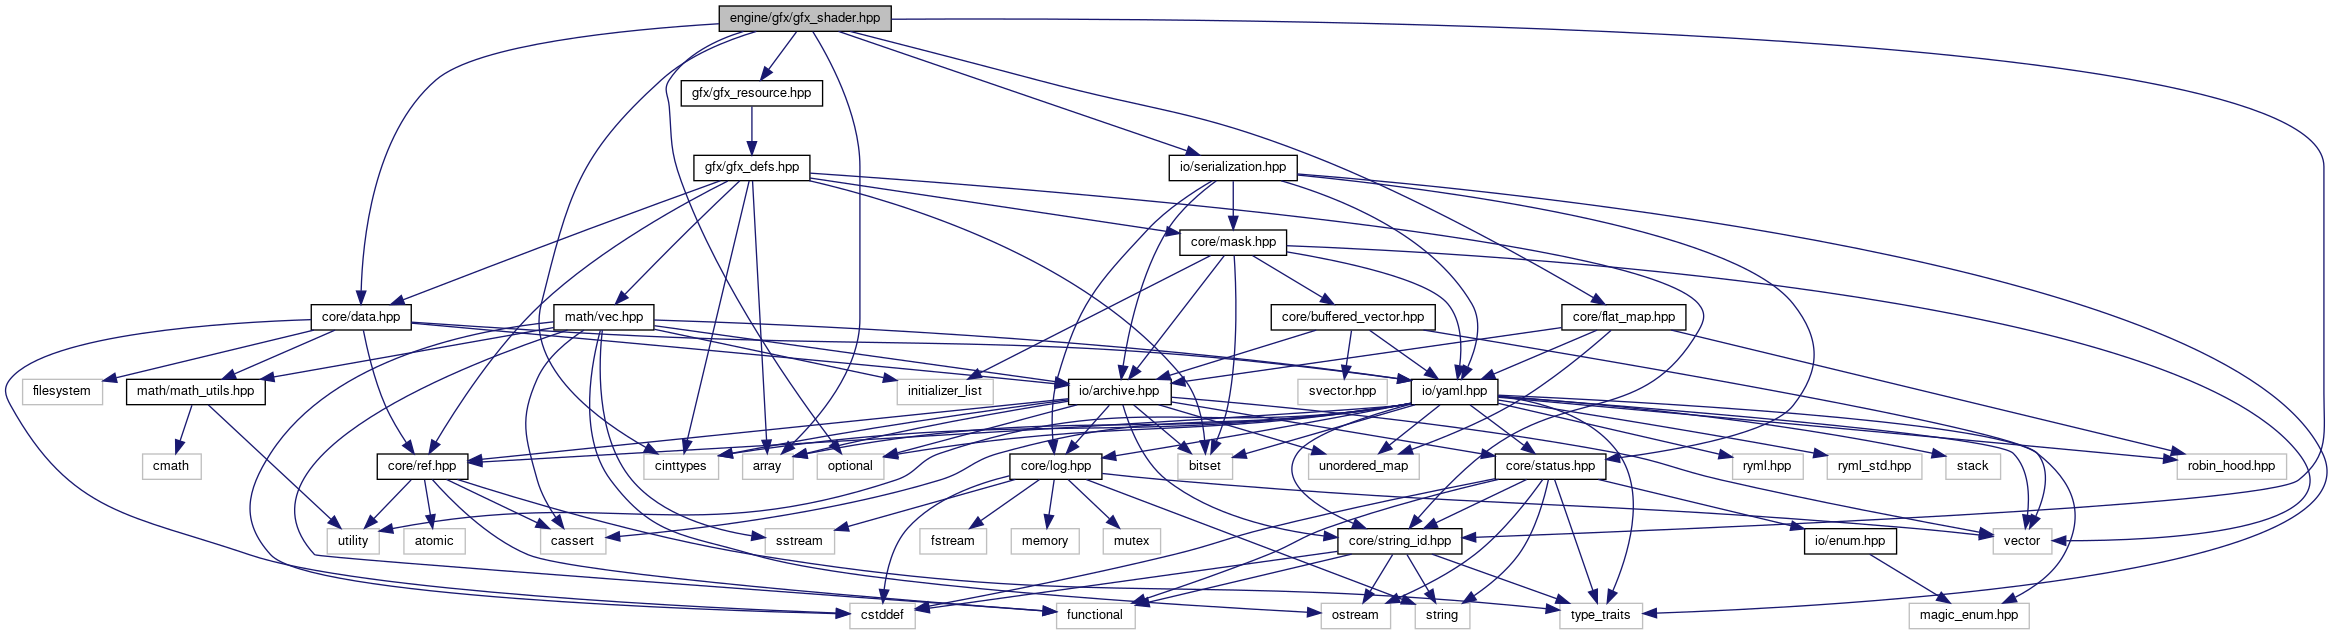 engine/gfx/gfx_shader.hpp
gfx/gfx_resource.hpp
gfx/gfx_defs.hpp
io/serialization.hpp
core/mask.hpp
core/data.hpp
math/vec.hpp
core/buffered_vector.hpp
core/flat_map.hpp
filesystem
math/math_utils.hpp
initializer_list
io/archive.hpp
svector.hpp
io/yaml.hpp
cmath
core/ref.hpp
cinttypes
array
optional
core/log.hpp
bitset
unordered_map
core/status.hpp
ryml.hpp
ryml_std.hpp
stack
robin_hood.hpp
utility
atomic
cassert
sstream
fstream
memory
mutex
core/string_id.hpp
io/enum.hpp
vector
cstddef
functional
ostream
string
type_traits
magic_enum.hpp